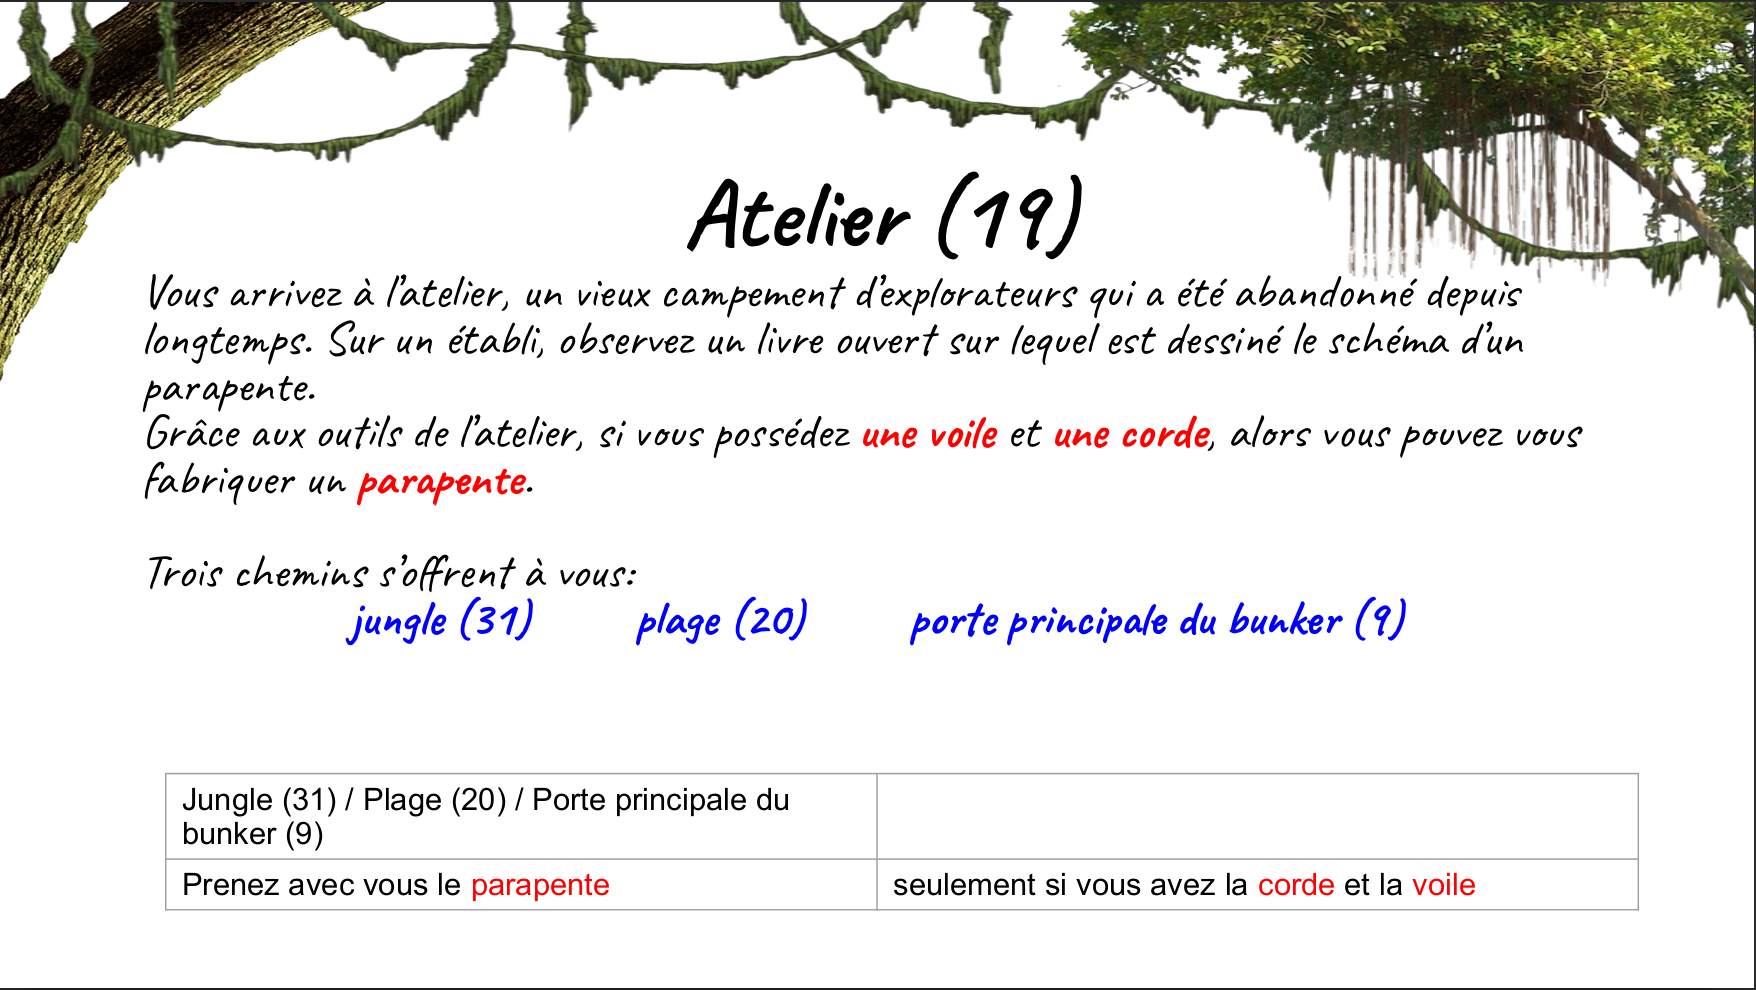 Atelier (19)
Vous arrivez à l'atelier, un vieux campement d'explorateurs qui a été abandonné depuis
longtemps. Sur un établi, observez un livre ouvert sur lequel est dessiné le schéma d'un
parapente.
Grâce aux outils de l'atelier, si vous possédez une voile et une corde, alors vous pouvez vous
fabriquer un parapente.
Trois chemins s'offrent à vous:
jungle (31) plage (20) porte principale du bunker (9)
Jungle (31) / Plage (20) / Porte principale du
bunker (9)
Prenez avec vous le parapente seulement si vous avez la corde et la voile